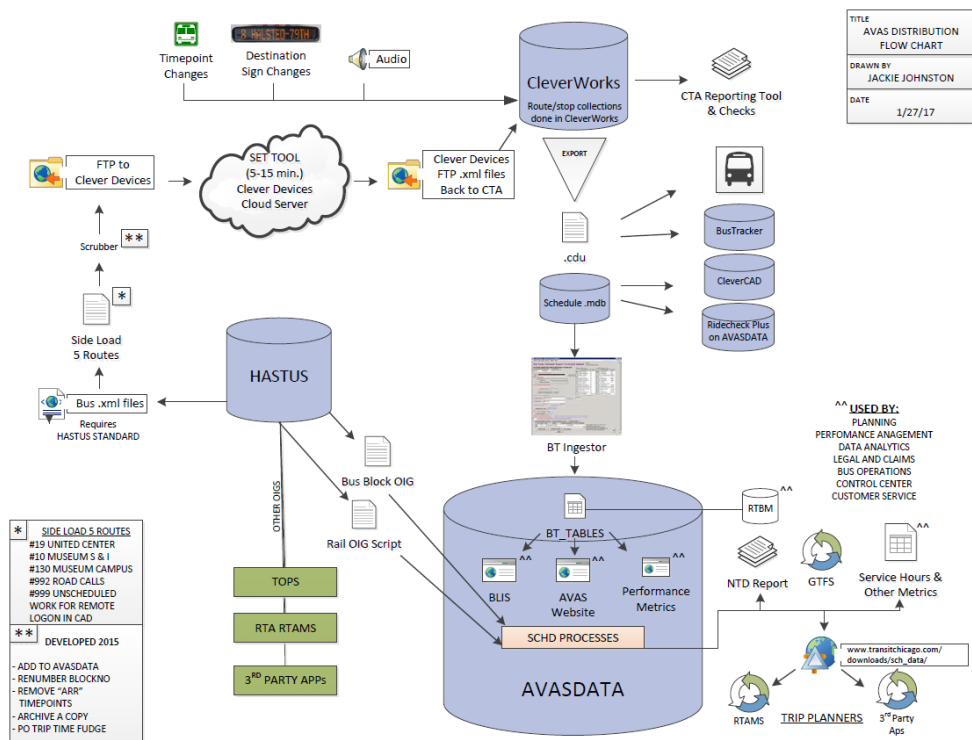 TITLE
AVAS DISTRIBUTION
FLOW CHART
DRAWN BY
JACKIE JOHNSTON
DATE
1/27/17
Timepoint
Changes
8 HALSTED-79TH
Destination
Sign Changes
Audio
CleverWorks
Route/stop collections
done in CleverWorks
CTA Reporting Tool
& Checks
FTP to
Clever Devices
SET TOOL
(5-15 min.)
Clever Devices
Cloud Server
Clever Devices
FTP .xml files
Back to CTA
EXPORT
.cdu
BusTracker
CleverCAD
Ridecheck Plus
on AVASDATA
Schedule .mdb
Scrubber
**
*
Side Load
5 Routes
Bus .xml files
Requires
HASTUS STANDARD
HASTUS
BT Ingestor
Bus Block OIG
Rail OIG Script
OTHER OIGS
TOPS
RTA RTAMS
3RD PARTY APPs
^^ USED BY:
PLANNING
PERFOMANCE ANAGEMENT
DATA ANALYTICS
LEGAL AND CLAIMS
BUS OPERATIONS
CONTROL CENTER
CUSTOMER SERVICE
BT_TABLES
^^
BLIS
^^
AVAS
Website
^^
Performance
Metrics
SCHD PROCESSES
AVASDATA
RTBM
^^
NTD Report
GTFS
^^
Service Hours &
Other Metrics
www.transitchicago.com/
downloads/sch_data/
RTAMS
TRIP PLANNERS
3rd Party
Aps
*
SIDE LOAD 5 ROUTES
#19 UNITED CENTER
#10 MUSEUM S & I
#130 MUSEUM CAMPUS
#992 ROAD CALLS
#999 UNSCHEDULED
WORK FOR REMOTE
LOGON IN CAD
**
DEVELOPED 2015
- ADD TO AVASDATA
- RENUMBER BLOCKNO
- REMOVE “ARR”
TIMEPOINTS
- ARCHIVE A COPY
- PO TRIP TIME FUDGE